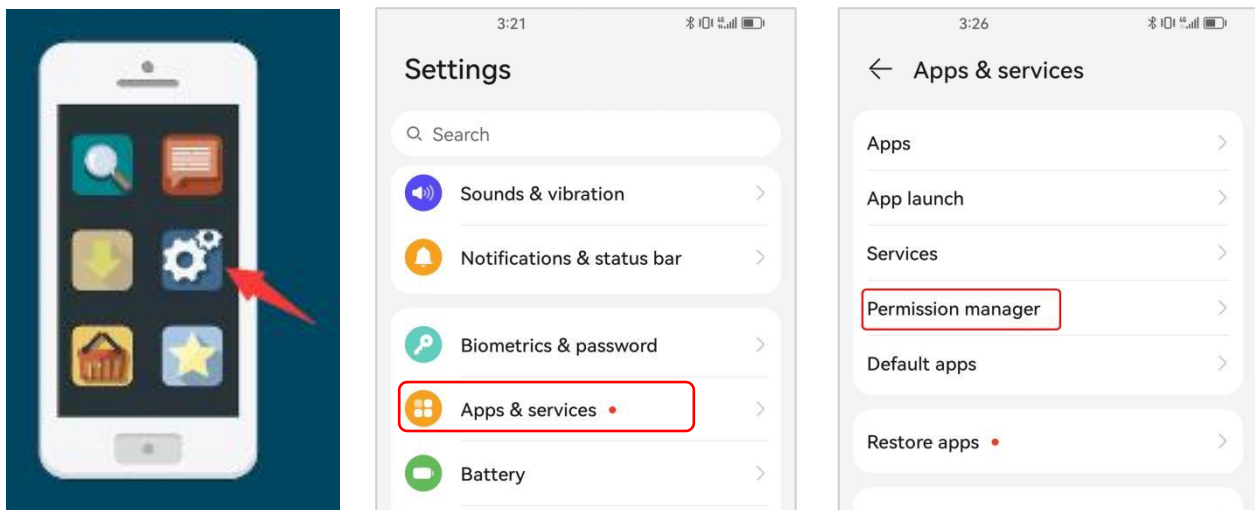 3:21
Settings
Search
Sounds & vibration
Notifications & status bar
Biometrics & password
Apps & services
Battery
3:26
Apps & services
Apps
App launch
Services
Permission manager
Default apps
Restore apps